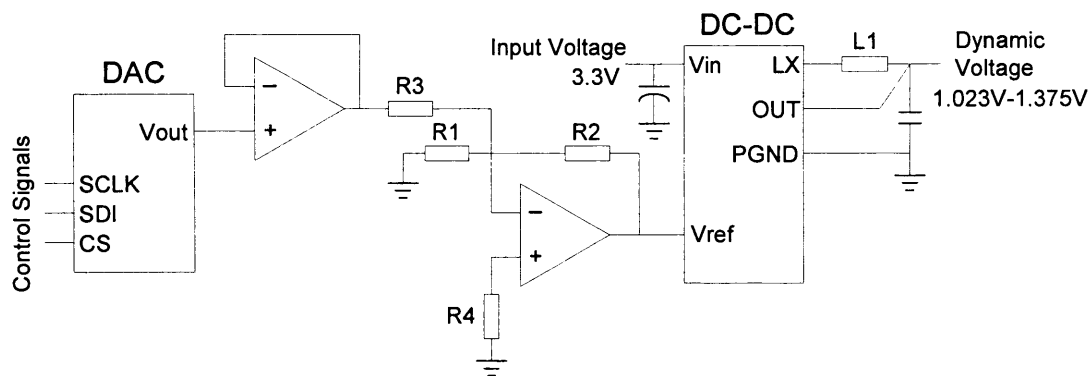 DAC
Vout
SCLK
SDI
CS
Control Signals
R3
R1
R2
R4
Input Voltage
3.3V
DC-DC
Vin
LX
OUT
PGND
Vref
L1
Dynamic
Voltage
1.023V-1.375V